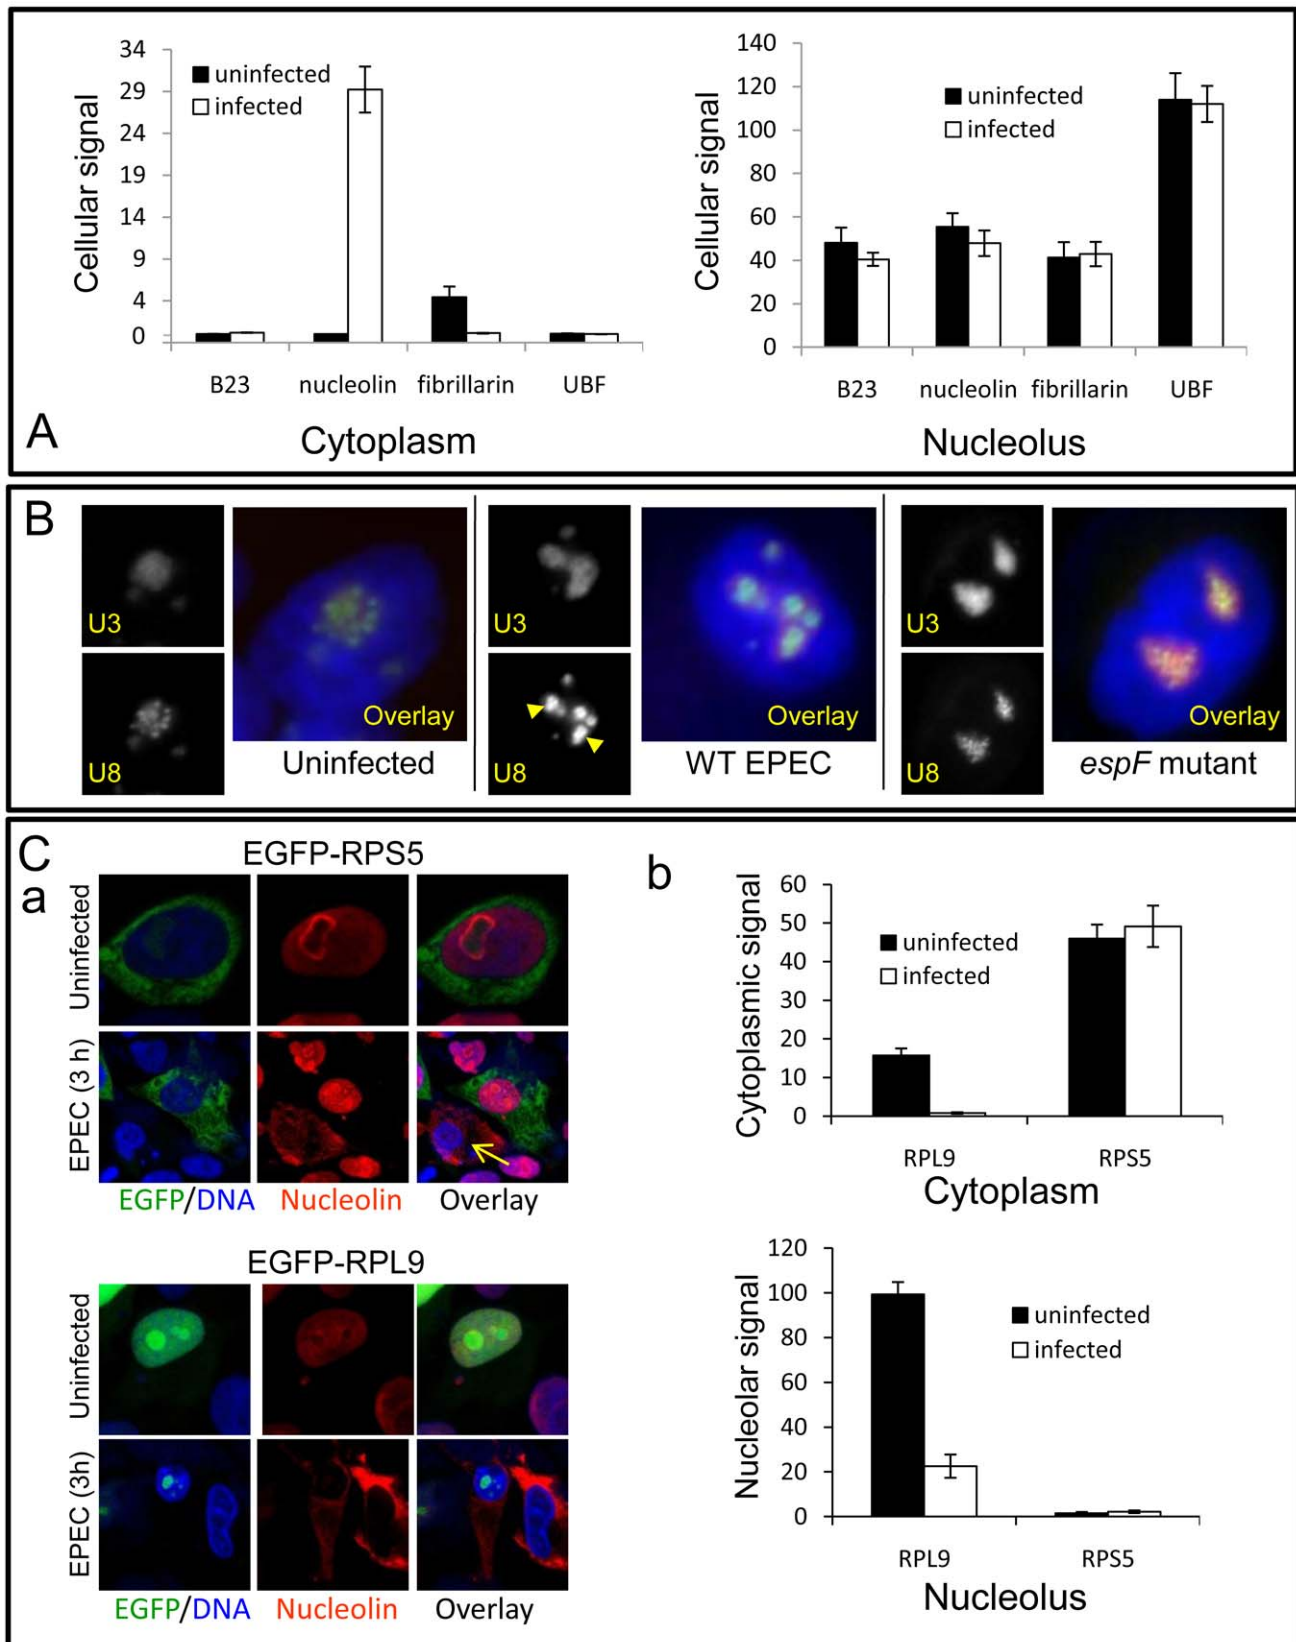 34
29
24
19
14
9
4
0
Cellular signal
uninfected
infected
B23 nucleolin fibrillarin UBF
Cytoplasm
A
140
120
100
80
60
40
20
0
Cellular signal
uninfected
infected
B23 nucleolin fibrillarin UBF
Nucleolus
B
U3
U8
Overlay
Uninfected
U3
U8
Overlay
WT EPEC
U3
U8
Overlay
espF mutant
C
a
EGFP-RPS5
Uninfected
EPEC (3 h)
EGFP/DNA Nucleolin Overlay
EGFP-RPL9
Uninfected
EPEC (3h)
EGFP/DNA Nucleolin Overlay
b
60
50
40
30
20
10
0
Cytoplasmic signal
uninfected
infected
RPL9 RPS5
Cytoplasm
120
100
80
60
40
20
0
Nucleolar signal
uninfected
infected
RPL9 RPS5
Nucleolus